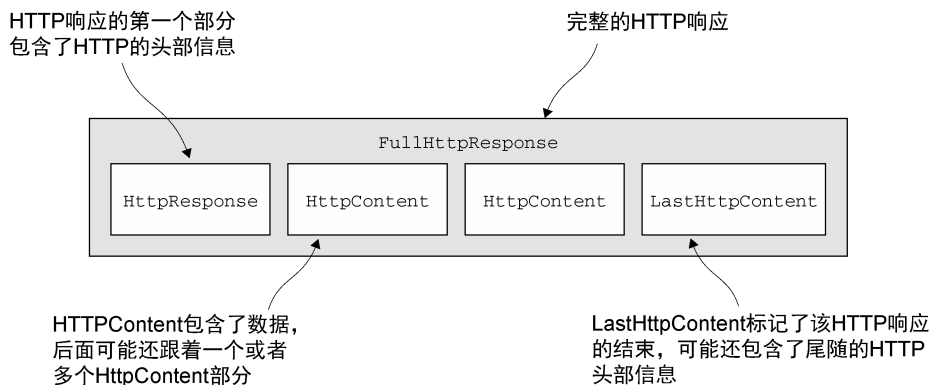 HTTP响应的第一个部分
包含了HTTP的头部信息
完整的HTTP响应
FullHttpResponse
HttpResponse
HttpContent
HttpContent
LastHttpContent
HTTPContent包含了数据，
后面可能还跟着一个或者
多个HttpContent部分
LastHttpContent标记了该HTTP响应
的结束，可能还包含了尾随的HTTP
头部信息